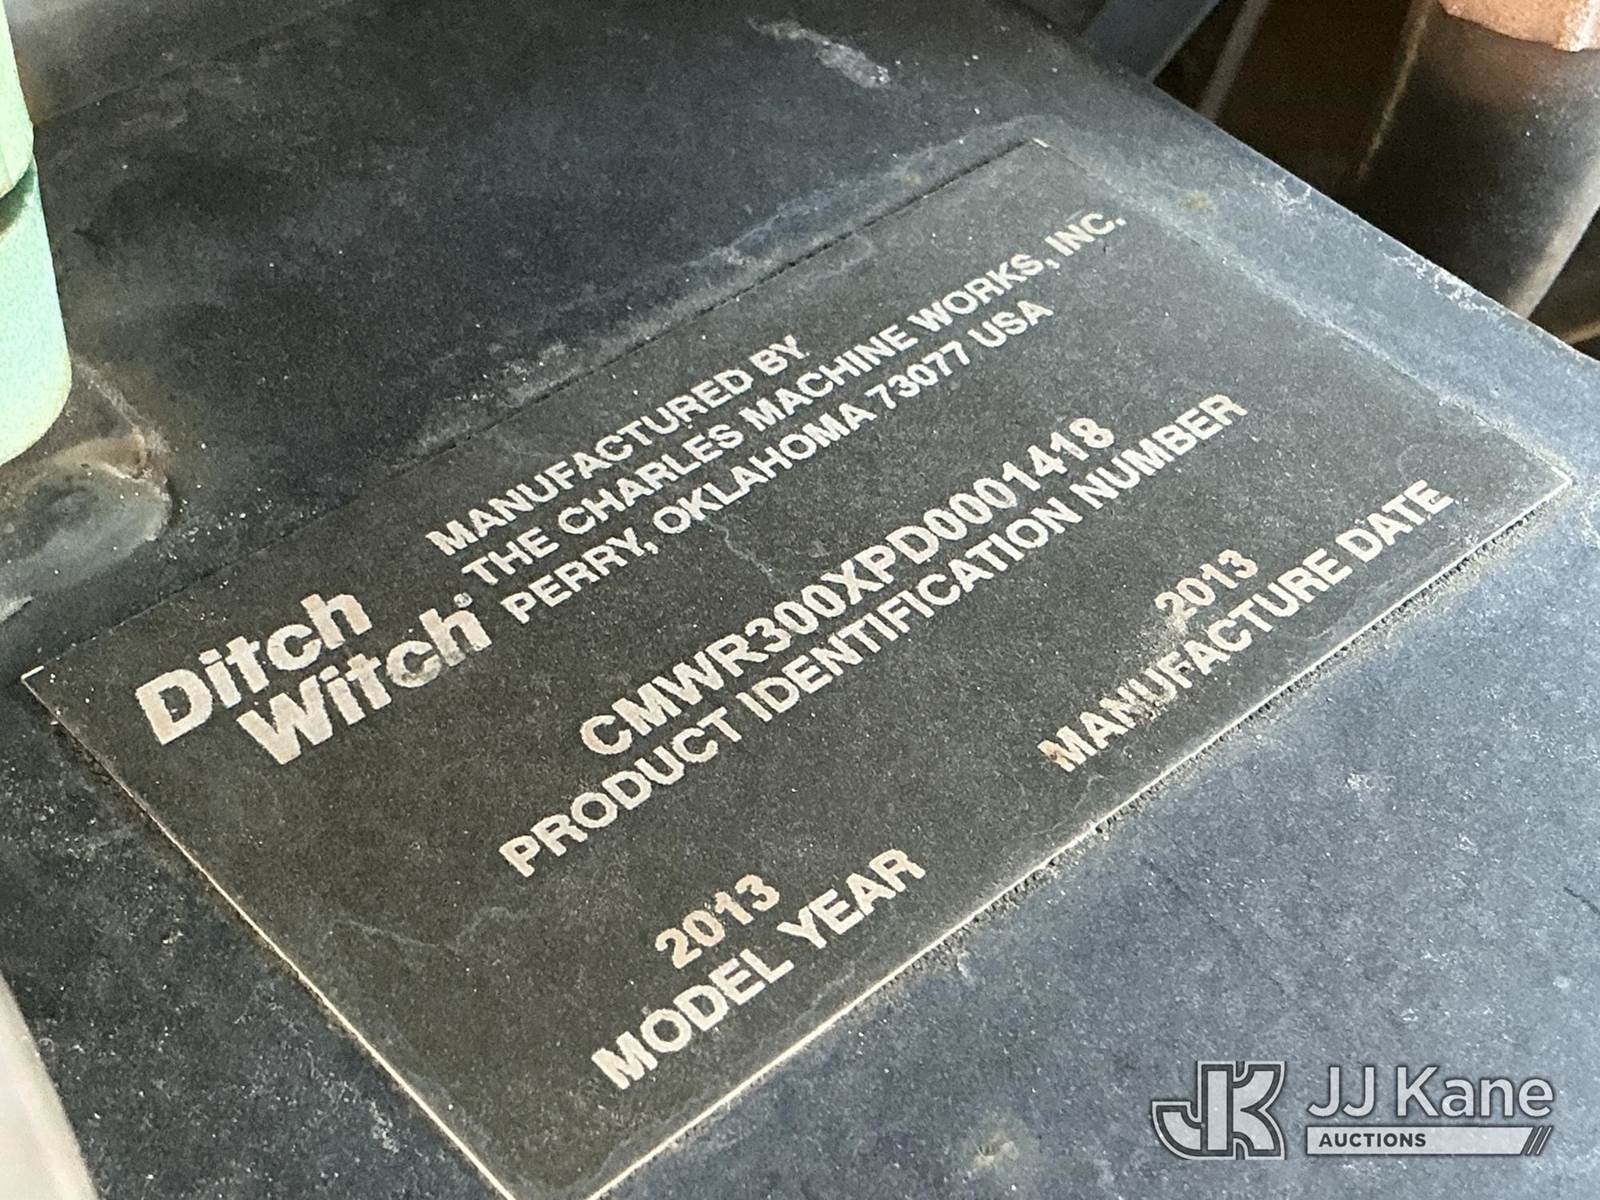 Ditch
Witch®
MANUFACTURED BY
THE CHARLES MACHINE WORKS, INC.
PERRY, OKLAHOMA 73077 USA
CMWR300XPD0001418
PRODUCT IDENTIFICATION NUMBER
2013
MODEL YEAR
2013
MANUFACTURE DATE
JK
JJ Kane
AUCTIONS